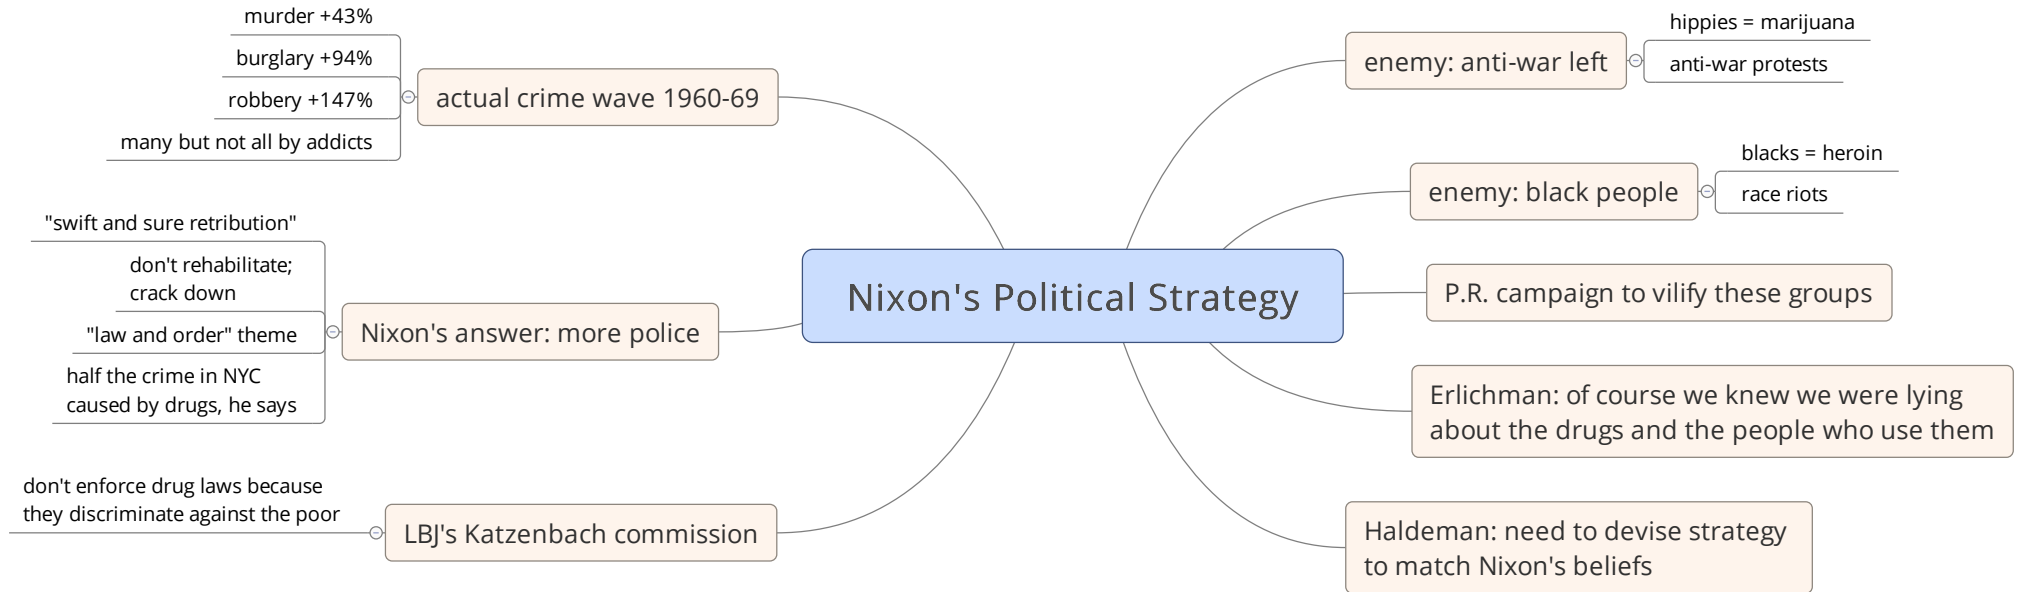 Nixon's Political Strategy
actual crime wave 1960-69
murder +43%
burglary +94%
robbery +147%
many but not all by addicts
Nixon's answer: more police
"swift and sure retribution"
don't rehabilitate;
crack down
"law and order" theme
half the crime in NYC
caused by drugs, he says
LBJ's Katzenbach commission
don't enforce drug laws because
they discriminate against the poor
enemy: anti-war left
hippies = marijuana
anti-war protests
enemy: black people
blacks = heroin
race riots
P.R. campaign to vilify these groups
Erlichman: of course we knew we were lying
about the drugs and the people who use them
Haldeman: need to devise strategy
to match Nixon's beliefs